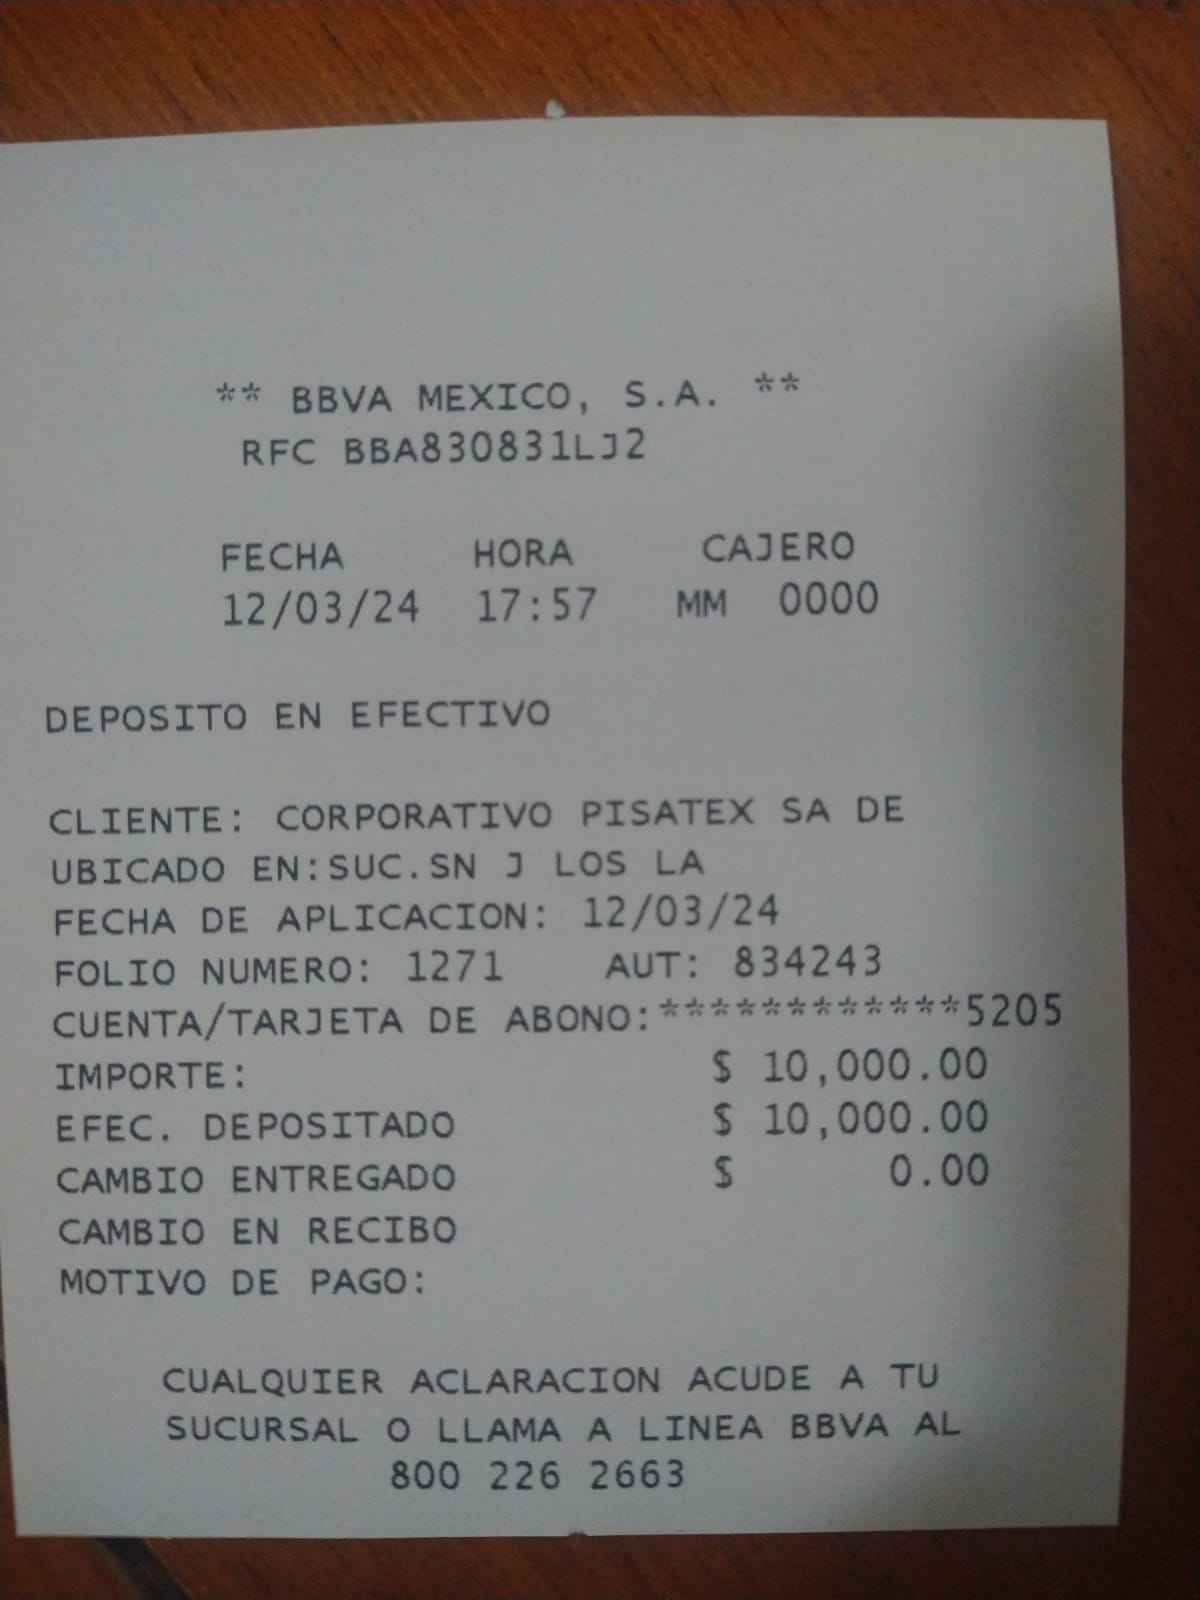 ** BBVA MEXICO, S.A. **
RFC BBA830831LJ2
FECHA HORA CAJERO
12/03/24 17:57 MM 0000
DEPOSITO EN EFECTIVO
CLIENTE: CORPORATIVO PISATEX SA DE
UBICADO EN:SUC.SN J LOS LA
FECHA DE APLICACION: 12/03/24
FOLIO NUMERO: 1271 AUT: 834243
CUENTA/TARJETA DE ABONO:************5205
IMPORTE: $ 10,000.00
EFEC. DEPOSITADO $ 10,000.00
CAMBIO ENTREGADO $ 0.00
CAMBIO EN RECIBO
MOTIVO DE PAGO:
CUALQUIER ACLARACION ACUDE A TU
SUCURSAL O LLAMA A LINEA BBVA AL
800 226 2663